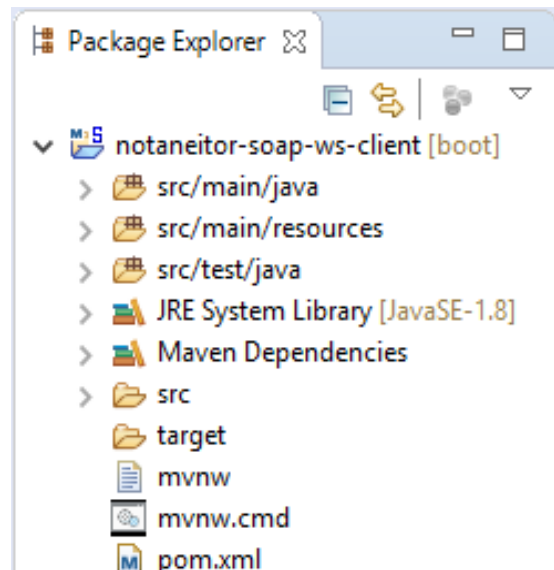 Package Explorer
notaneitor-soap-ws-client [boot]
src/main/java
src/main/resources
src/test/java
JRE System Library [JavaSE-1.8]
Maven Dependencies
src
target
mvnw
mvnw.cmd
pom.xml